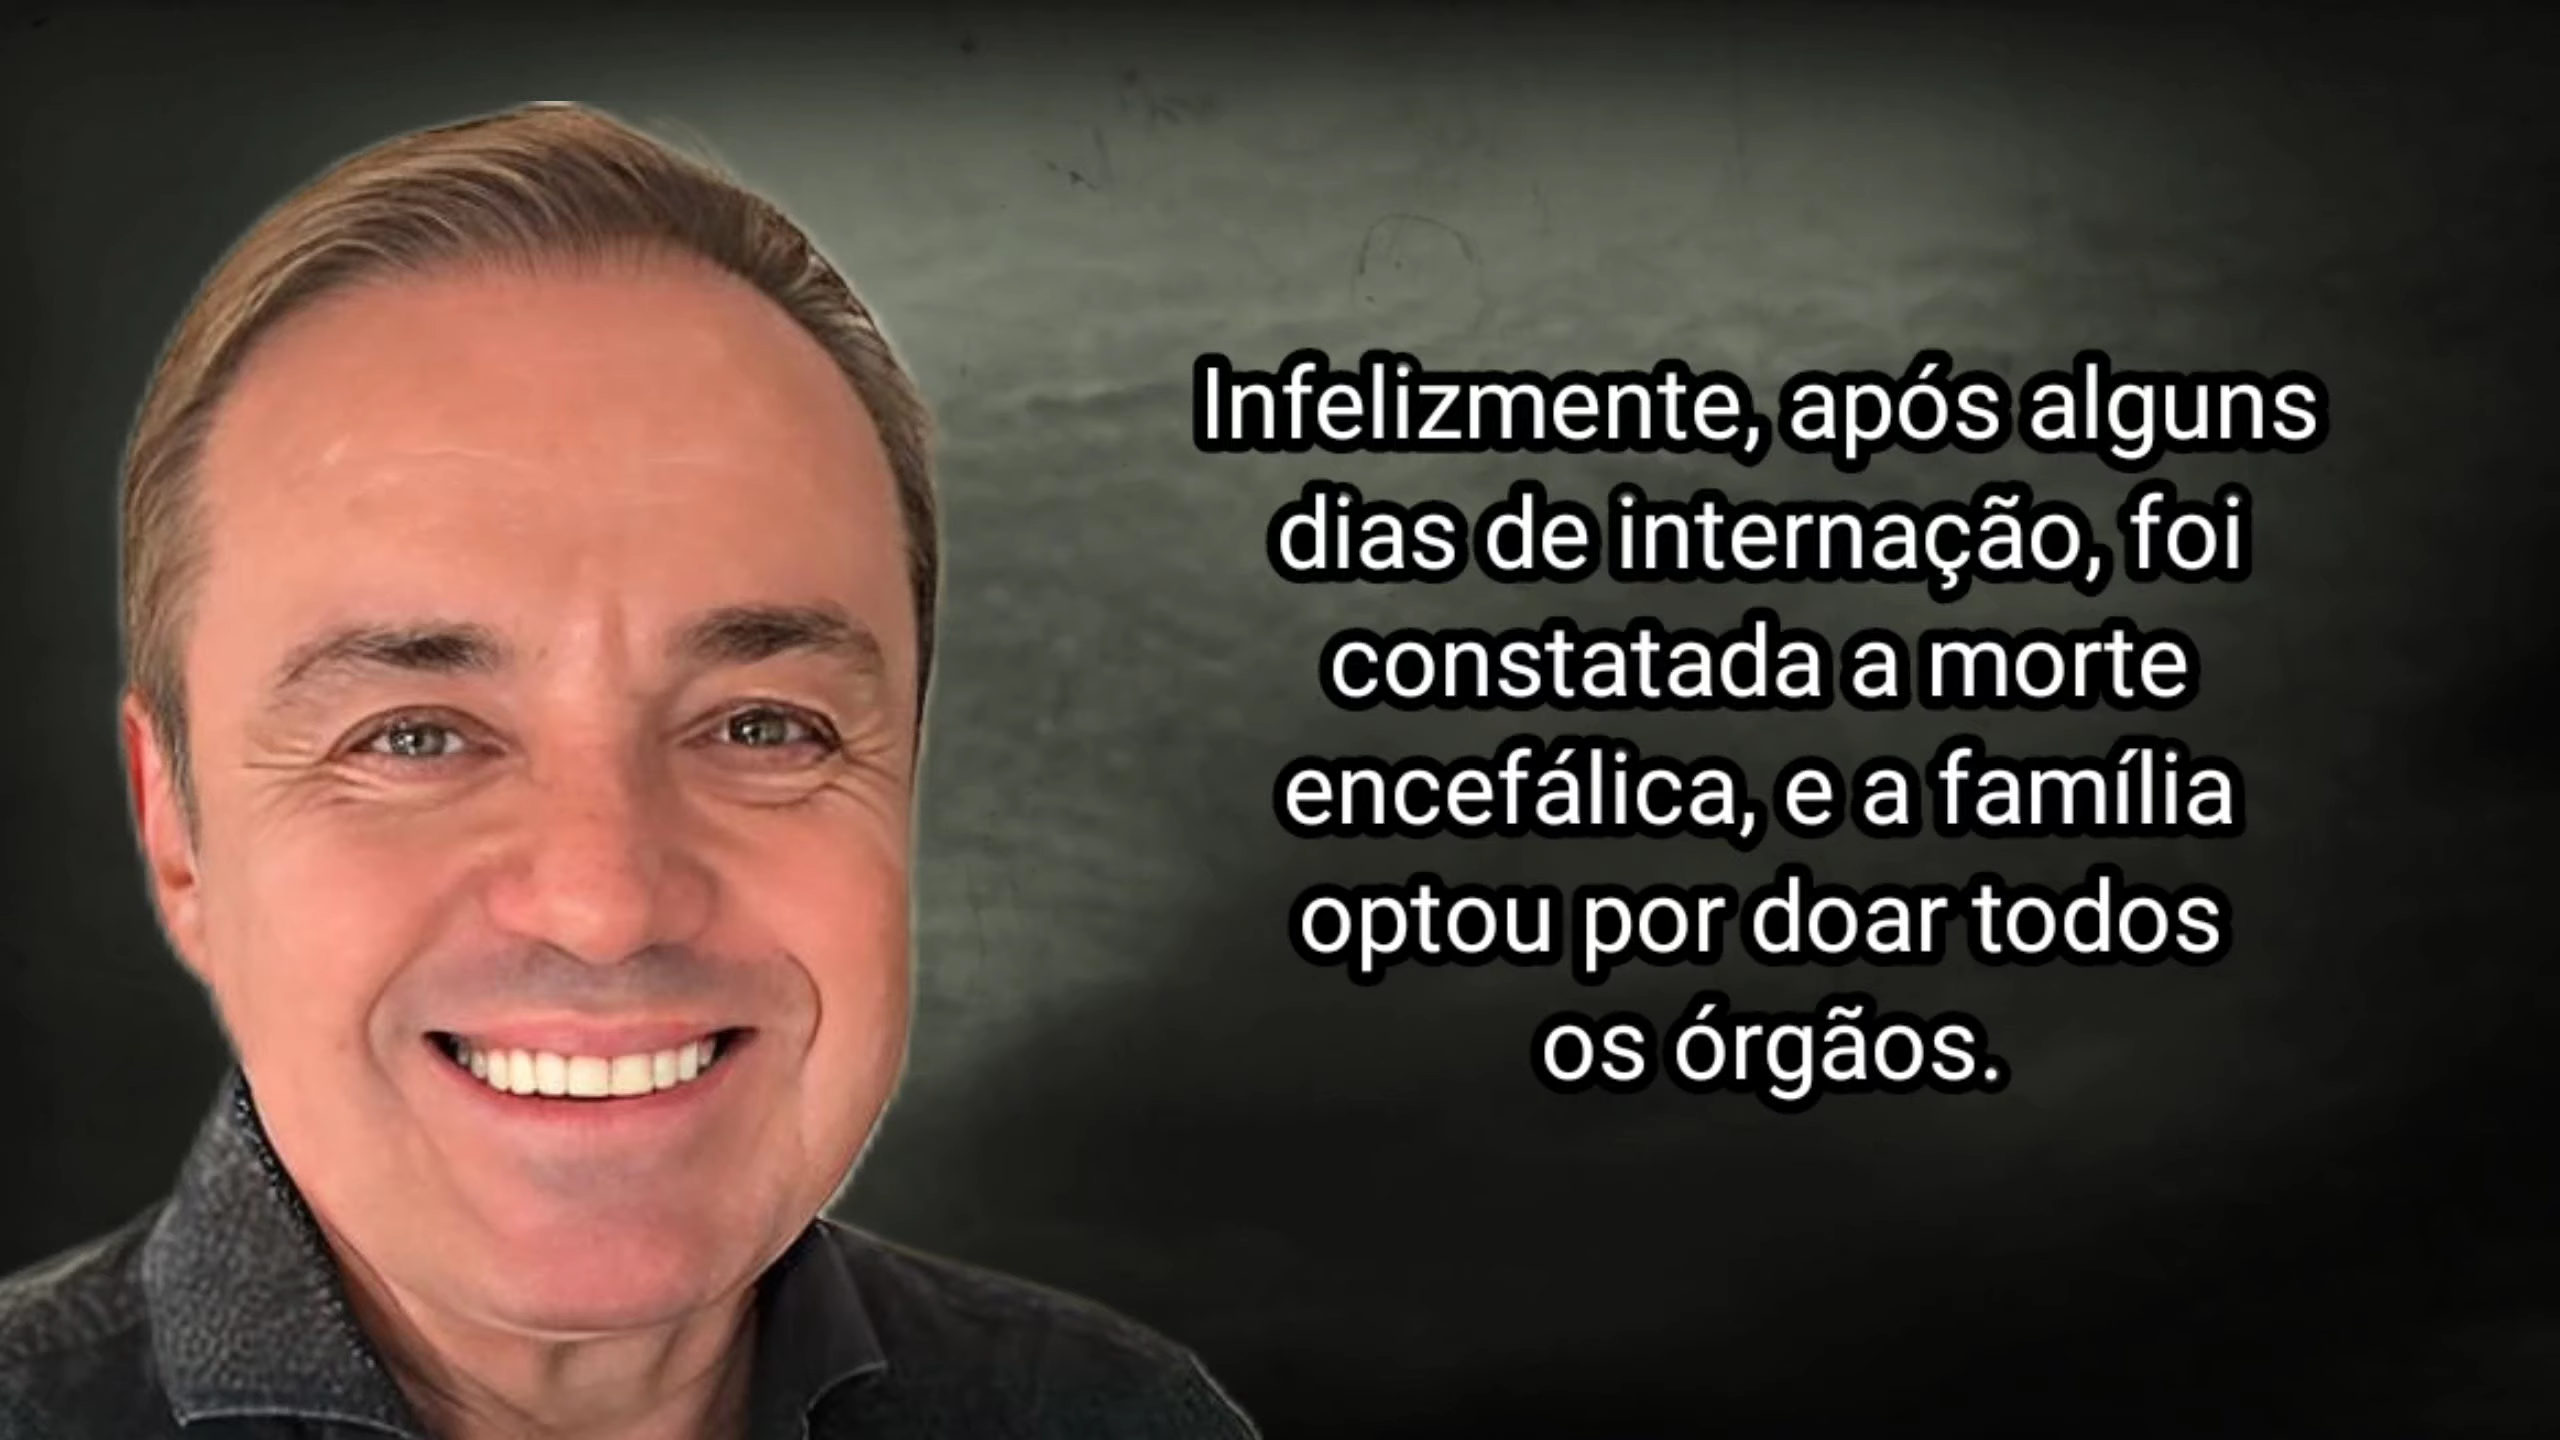 Infelizmente, após alguns
dias de internação, foi
constatada a morte
encefálica, e a família
optou por doar todos
os órgãos.